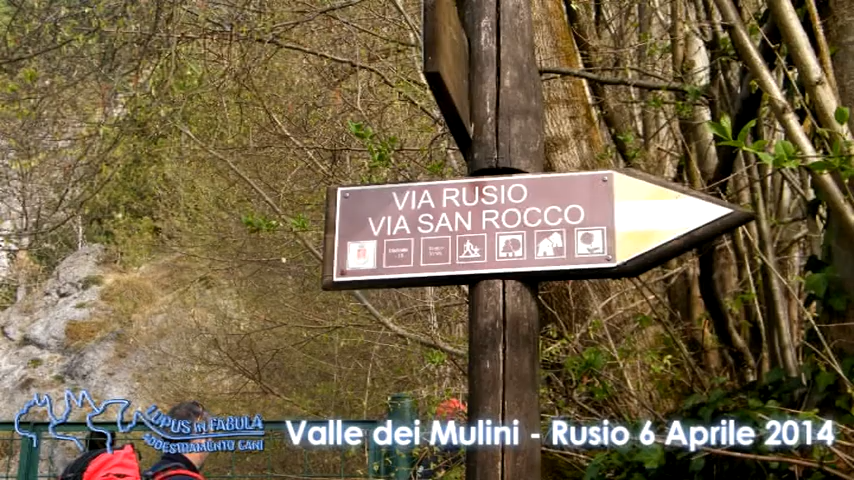 VIA RUSIO
VIA SAN ROCCO
LUPUS in FABULA
ADDESTRAMENTO CANI
Valle dei Mulini - Rusio 6 Aprile 2014